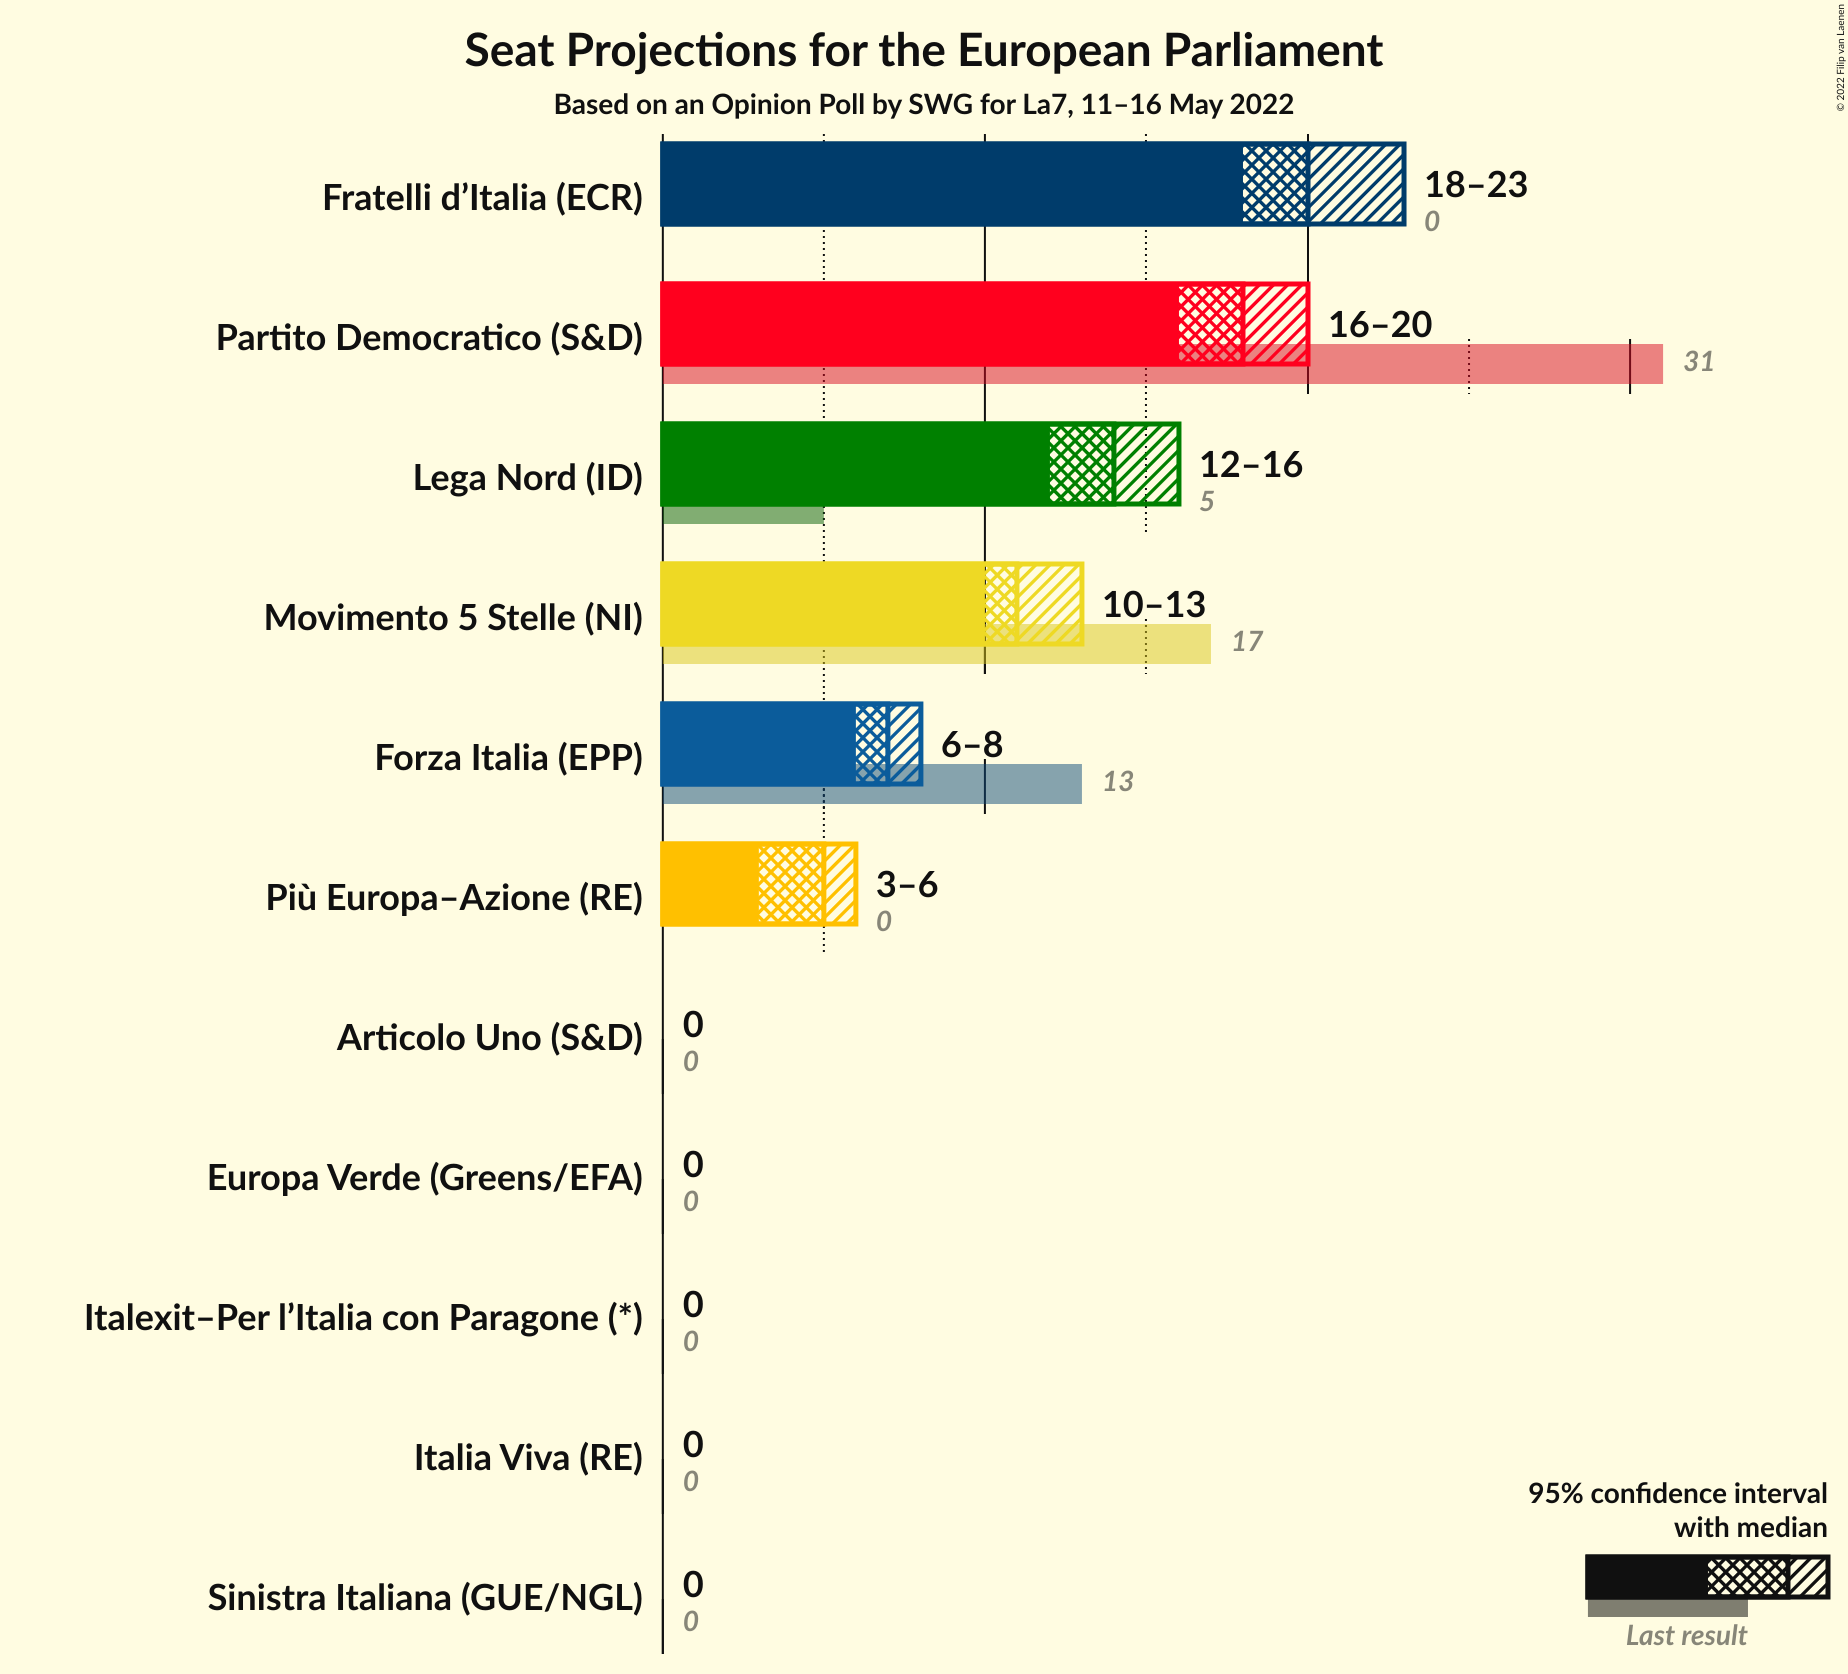 Seat Projections for the European Parliament
Based on an Opinion Poll by SWG for La7, 11–16 May 2022
© 2022 Filip van Laenen
Fratelli d’Italia (ECR)
18–23
0
Partito Democratico (S&D)
16–20
31
Lega Nord (ID)
12–16
5
Movimento 5 Stelle (NI)
10–13
17
Forza Italia (EPP)
6–8
13
Più Europa–Azione (RE)
3–6
0
Articolo Uno (S&D)
0
0
Europa Verde (Greens/EFA)
0
0
Italexit–Per l’Italia con Paragone (*)
0
0
Italia Viva (RE)
0
0
Sinistra Italiana (GUE/NGL)
0
0
95% confidence interval
with median
Last result